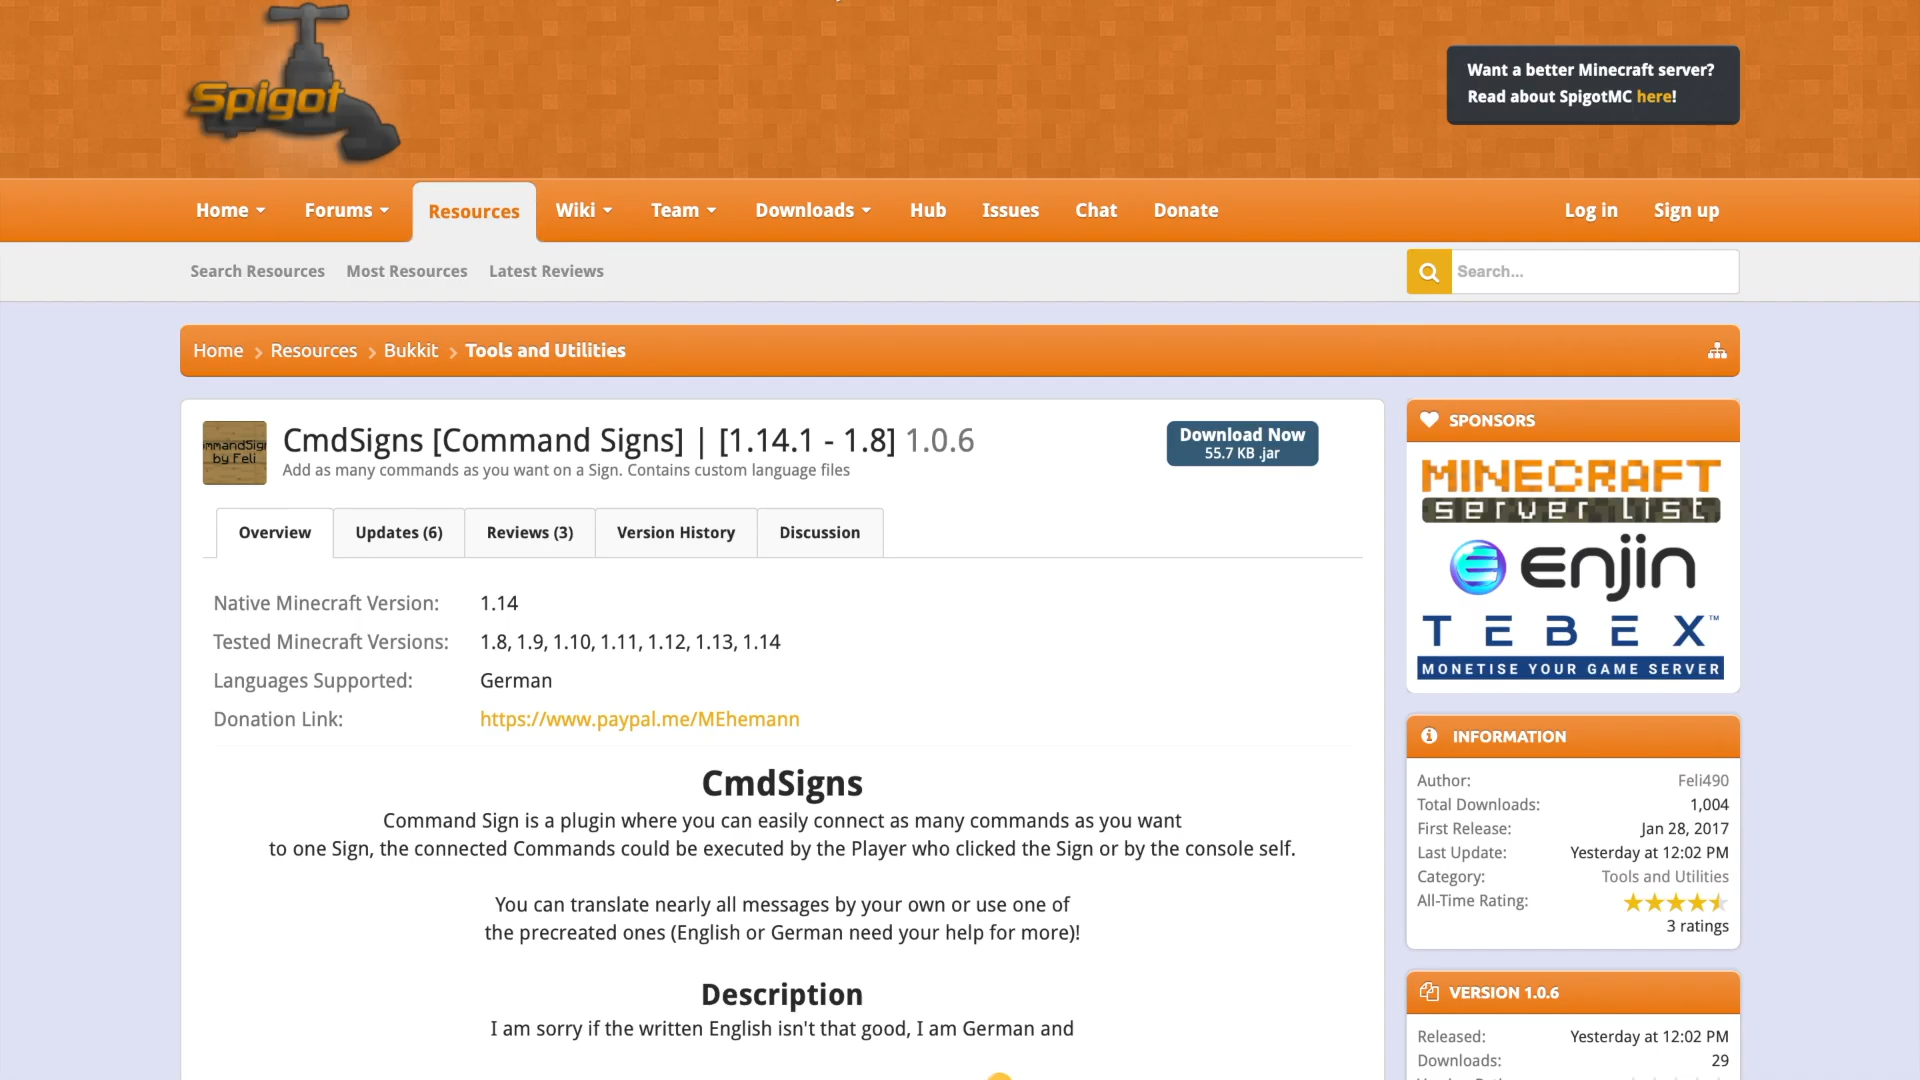 Spigot
Want a better Minecraft server?
Read about SpigotMC here!
Home Forums Resources Wiki Team Downloads Hub Issues Chat Donate Log in Sign up
Search Resources Most Resources Latest Reviews Search...
Home Resources Bukkit Tools and Utilities
mmandSig
by Feli
CmdSigns [Command Signs] | [1.14.1 - 1.8] 1.0.6
Add as many commands as you want on a Sign. Contains custom language files
Download Now
55.7 KB .jar
Overview Updates (6) Reviews (3) Version History Discussion
Native Minecraft Version: 1.14
Tested Minecraft Versions: 1.8, 1.9, 1.10, 1.11, 1.12, 1.13, 1.14
Languages Supported: German
Donation Link: https://www.paypal.me/MEhemann
CmdSigns
Command Sign is a plugin where you can easily connect as many commands as you want
to one Sign, the connected Commands could be executed by the Player who clicked the Sign or by the console self.
You can translate nearly all messages by your own or use one of
the precreated ones (English or German need your help for more)!
Description
I am sorry if the written English isn't that good, I am German and
SPONSORS
MINECRAFT
server list
enjin
TEBEX™
MONETISE YOUR GAME SERVER
INFORMATION
Author: Feli490
Total Downloads: 1,004
First Release: Jan 28, 2017
Last Update: Yesterday at 12:02 PM
Category: Tools and Utilities
All-Time Rating:
3 ratings
VERSION 1.0.6
Released: Yesterday at 12:02 PM
Downloads: 29